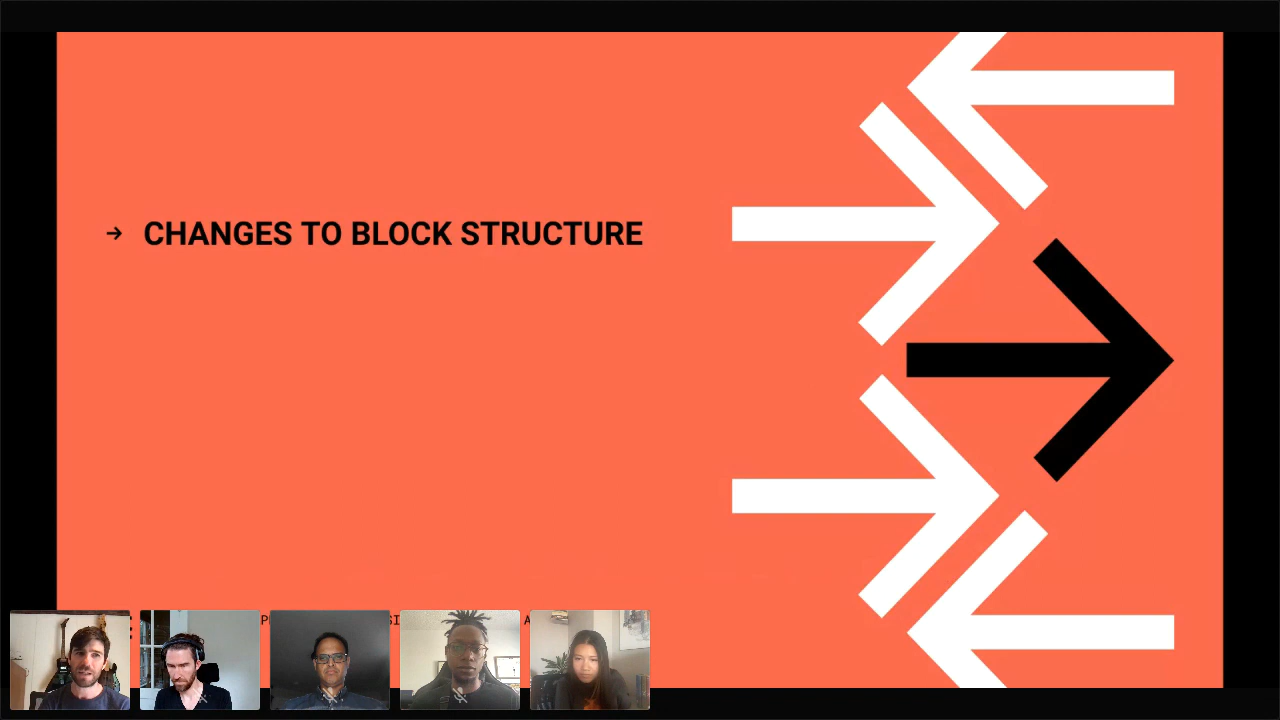 → CHANGES TO BLOCK STRUCTURE